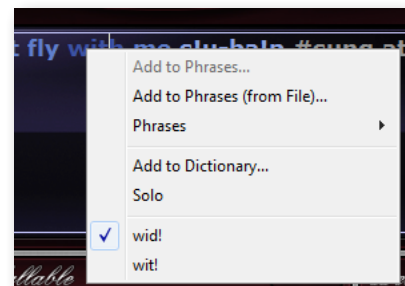 t fly with me clu-ba!p #sung at
Add to Phrases...
Add to Phrases (from File)...
Phrases
Add to Dictionary...
Solo
wid!
wit!
llable